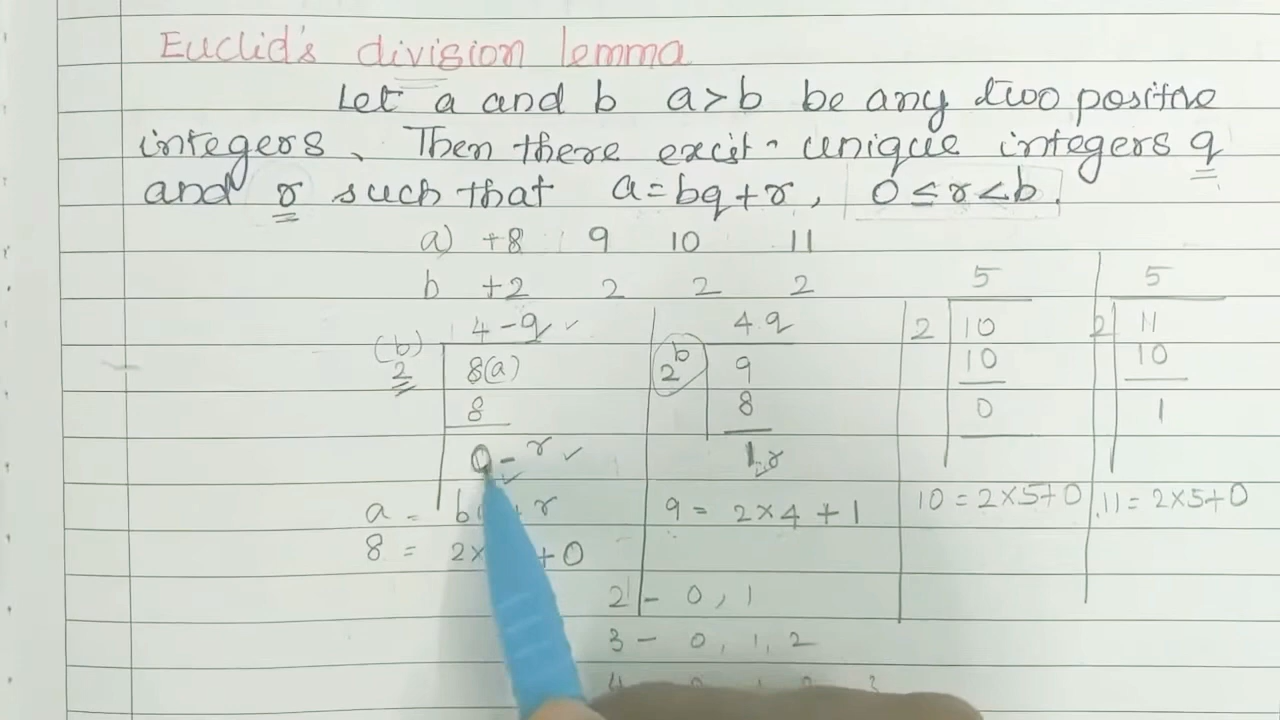 Euclid's division lemma
Let a and b a>b be any two positive
integers, Then there excist unique integers q
and r such that a=bq+r, 0≤r<b.
a) +8 9 10 11
b +2 2 2 2
5 5
4-q ✓ 4 q 2 10 2 11
(b) 2 8(a) 2 b 9 10 10
8 8 0 1
0-r ✓ 1 r
a = b r 9 = 2×4+1 10=2×5+0 11=2×5+0
8 = 2× +0
2 - 0, 1
3 - 0, 1, 2